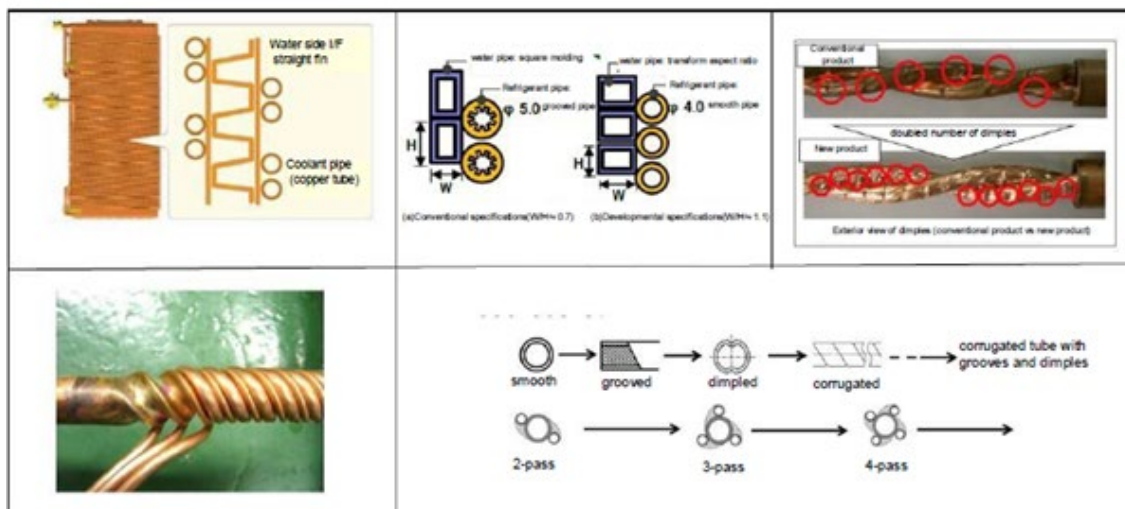 Water side I/F
straight fin
Coolant pipe
(copper tube)
water pipe: square molding
Refrigerant pipe:
φ 5.0 grooved pipe
H
W
(a)Conventional specifications(W/H≒0.7)
water pipe: transform aspect ratio
Refrigerant pipe:
φ 4.0 smooth pipe
H
W
(b)Developmental specifications(W/H≒1.1)
Conventional
product
doubled number of dimples
New product
Exterior view of dimples (conventional product vs new product)
smooth
grooved
dimpled
corrugated
corrugated tube with
grooves and dimples
2-pass
3-pass
4-pass